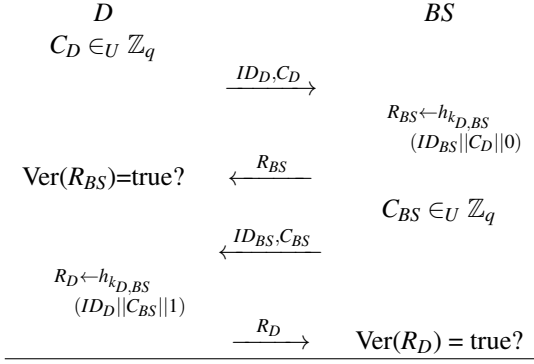 D BS
C_D ∈_U ℤ_q
ID_D,C_D
R_BS←h_{k_{D,BS}}
(ID_BS||C_D||0)
Ver(R_BS)=true? R_BS
C_BS ∈_U ℤ_q
ID_BS,C_BS
R_D←h_{k_{D,BS}}
(ID_D||C_BS||1)
R_D Ver(R_D) = true?